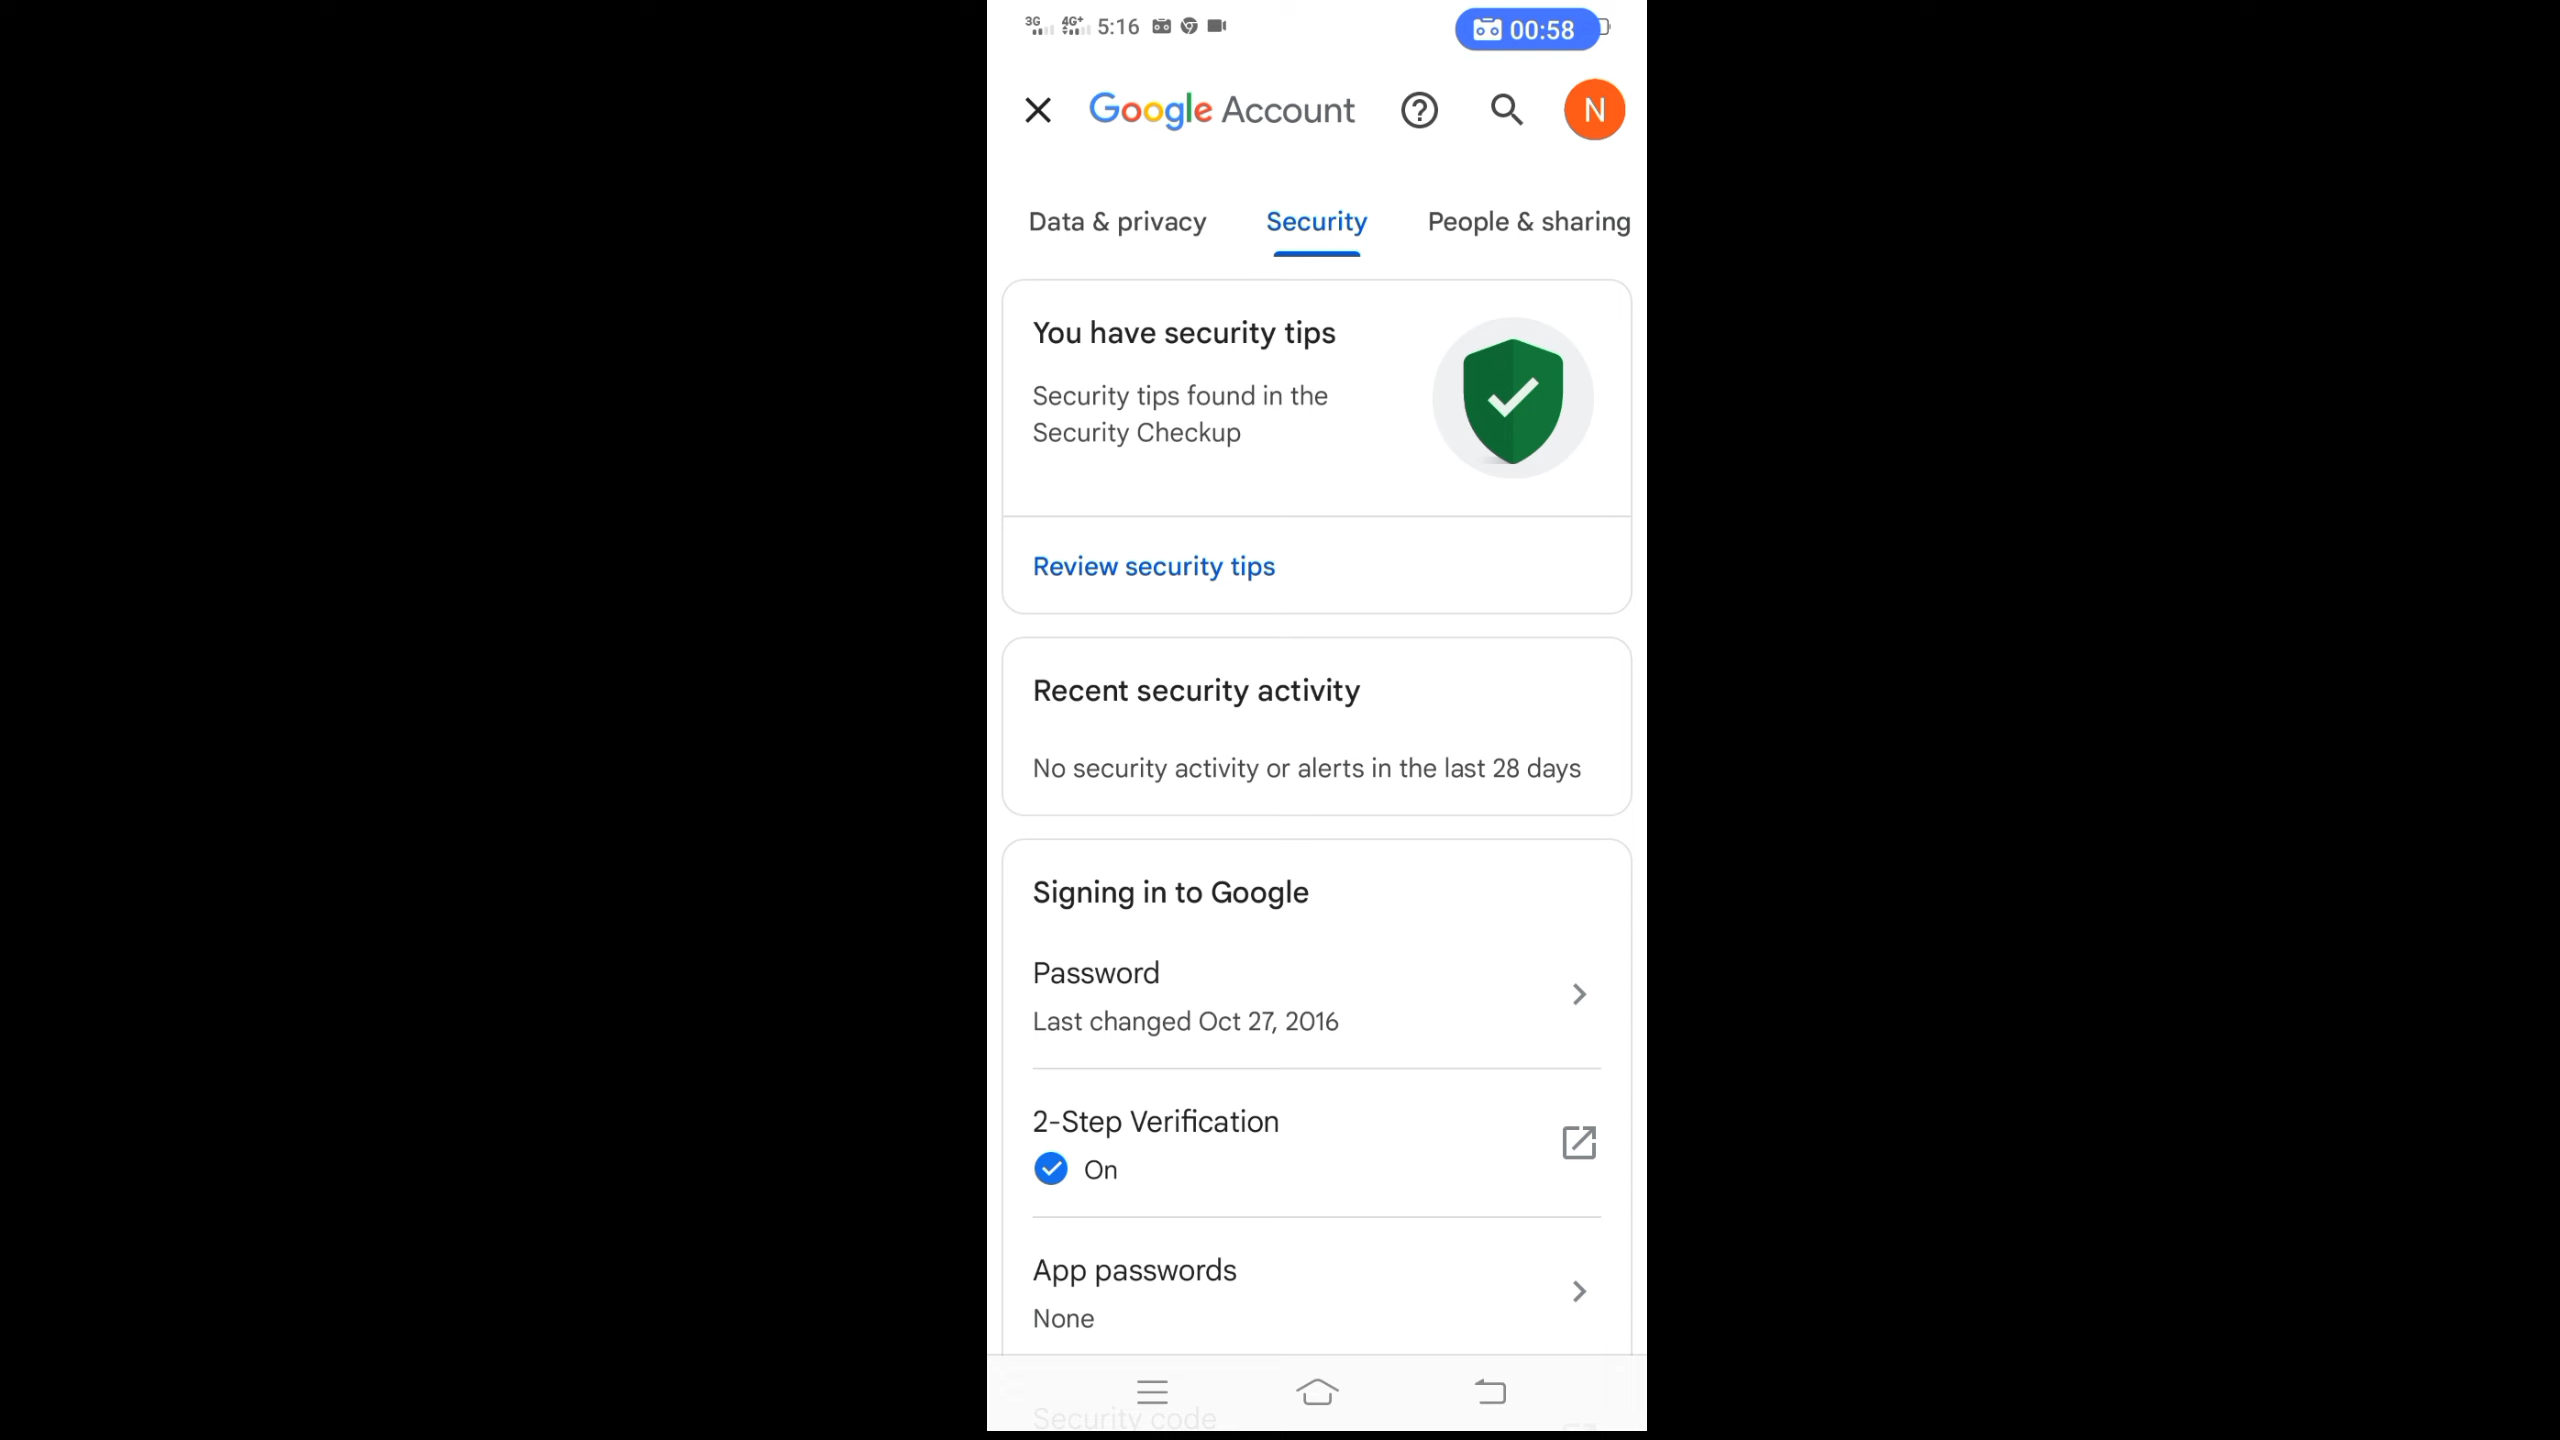 3G 4G+ 5:16 00:58
Google Account N
Data & privacy Security People & sharing
You have security tips
Security tips found in the
Security Checkup
Review security tips
Recent security activity
No security activity or alerts in the last 28 days
Signing in to Google
Password
Last changed Oct 27, 2016
2-Step Verification
On
App passwords
None
Security code